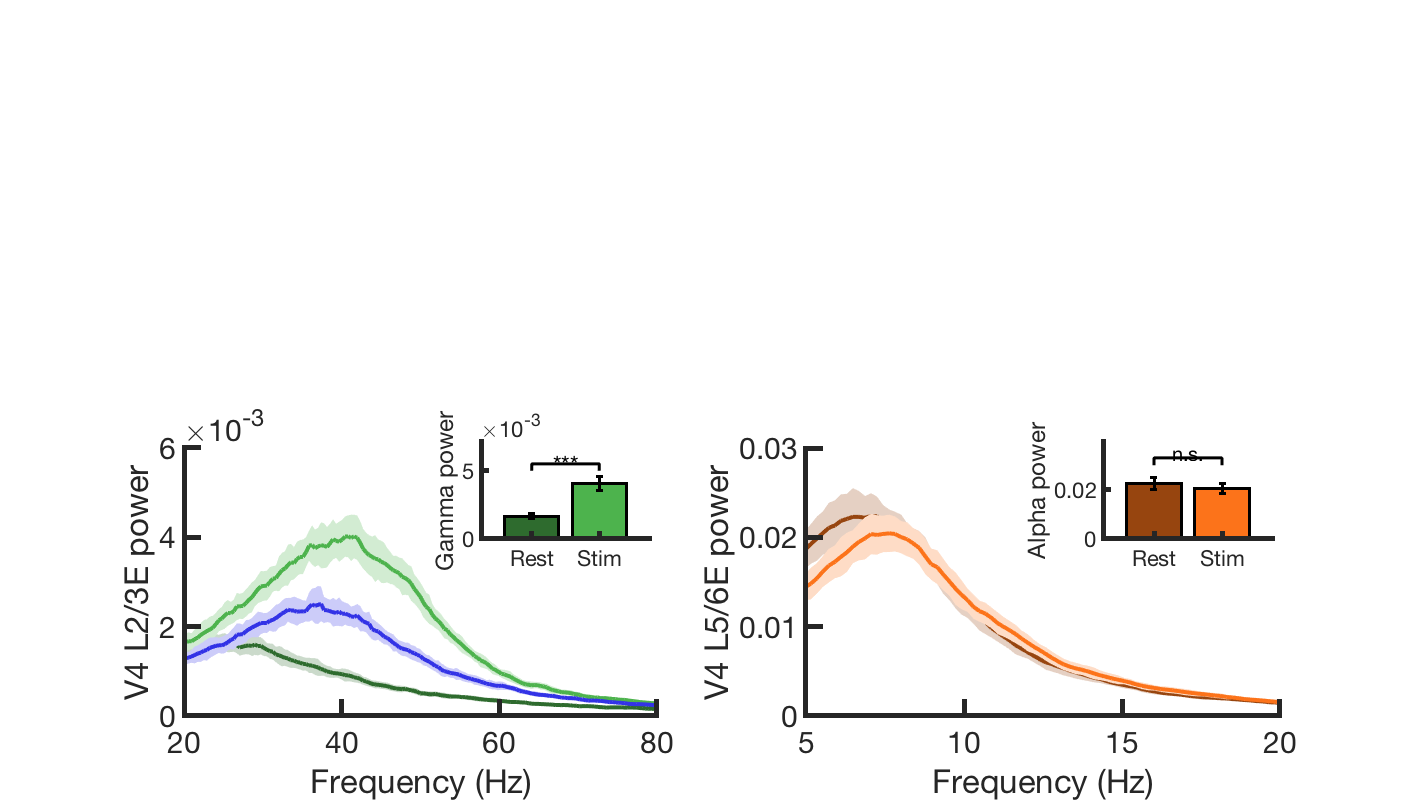 ×10-3
6
4
2
0
V4 L2/3E power
20 40 60 80
Frequency (Hz)
×10-3
5
0
Gamma power
***
Rest Stim
0.03
0.02
0.01
0
V4 L5/6E power
5 10 15 20
Frequency (Hz)
0.02
0
Alpha power
n.s.
Rest Stim